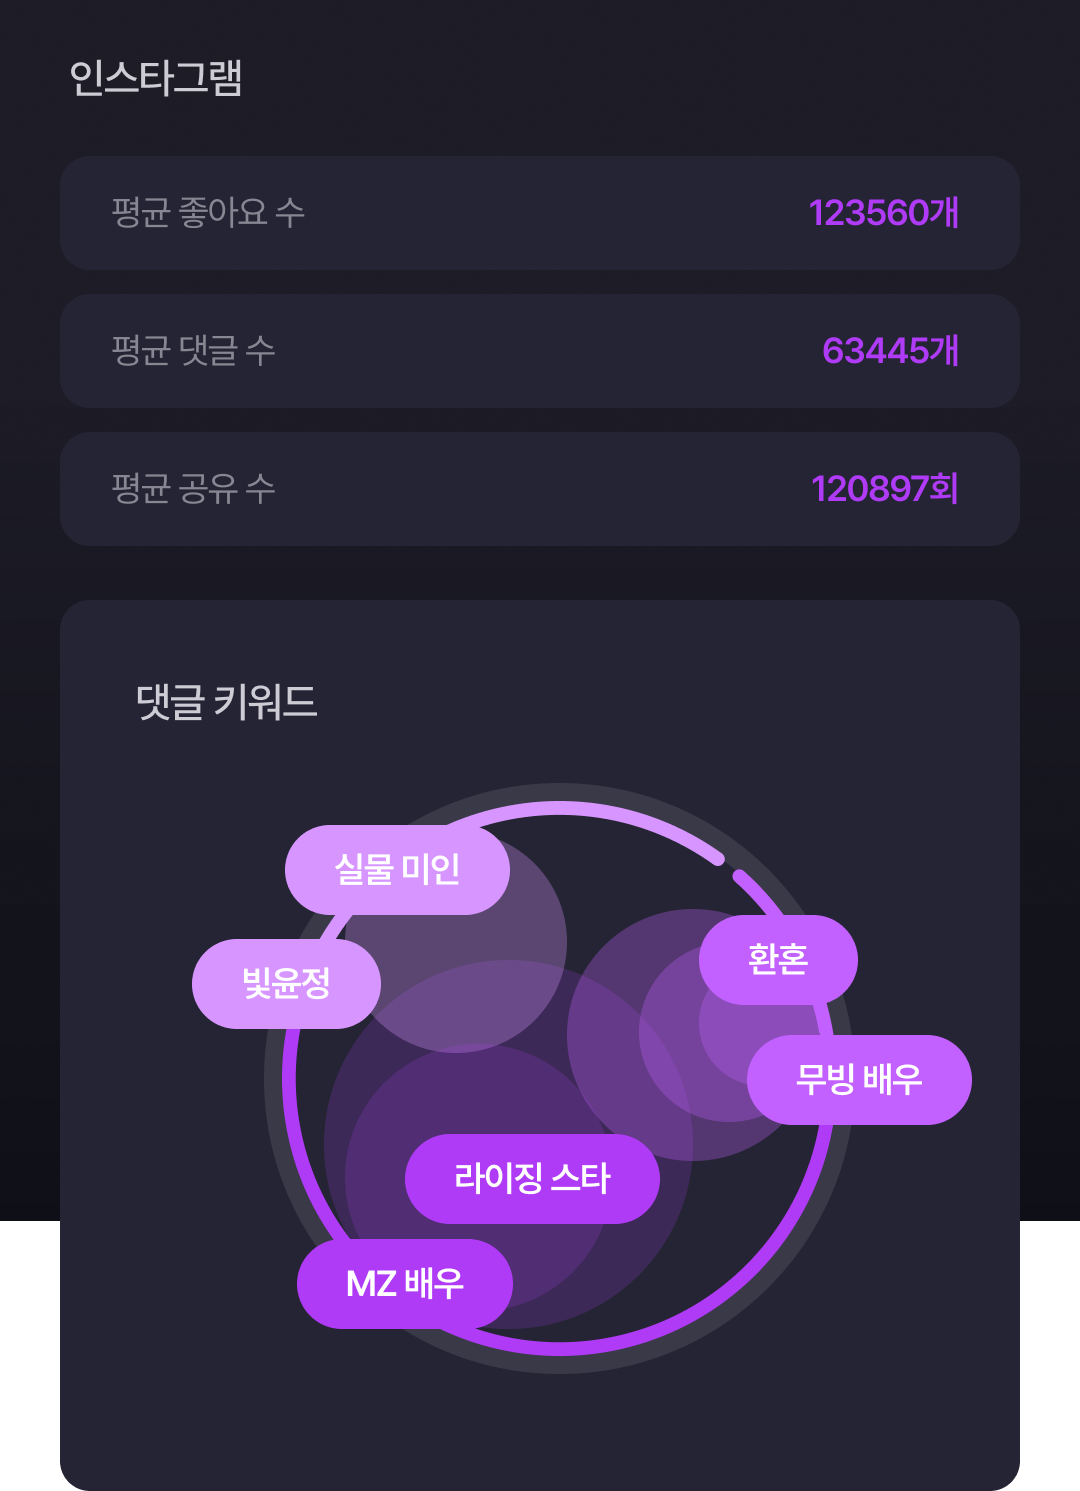 인스타그램
평균 좋아요 수 123560개
평균 댓글 수 63445개
평균 공유 수 120897회
댓글 키워드
실물 미인
환혼
빛윤정
무빙 배우
라이징 스타
MZ 배우